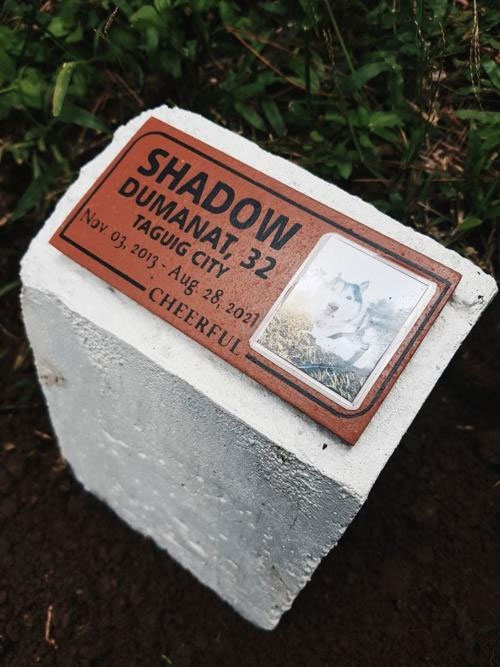 SHADOW
DUMANAT, 32
TAGUIG CITY
Nov 03, 2013 - Aug. 28, 2021
CHEERFUL